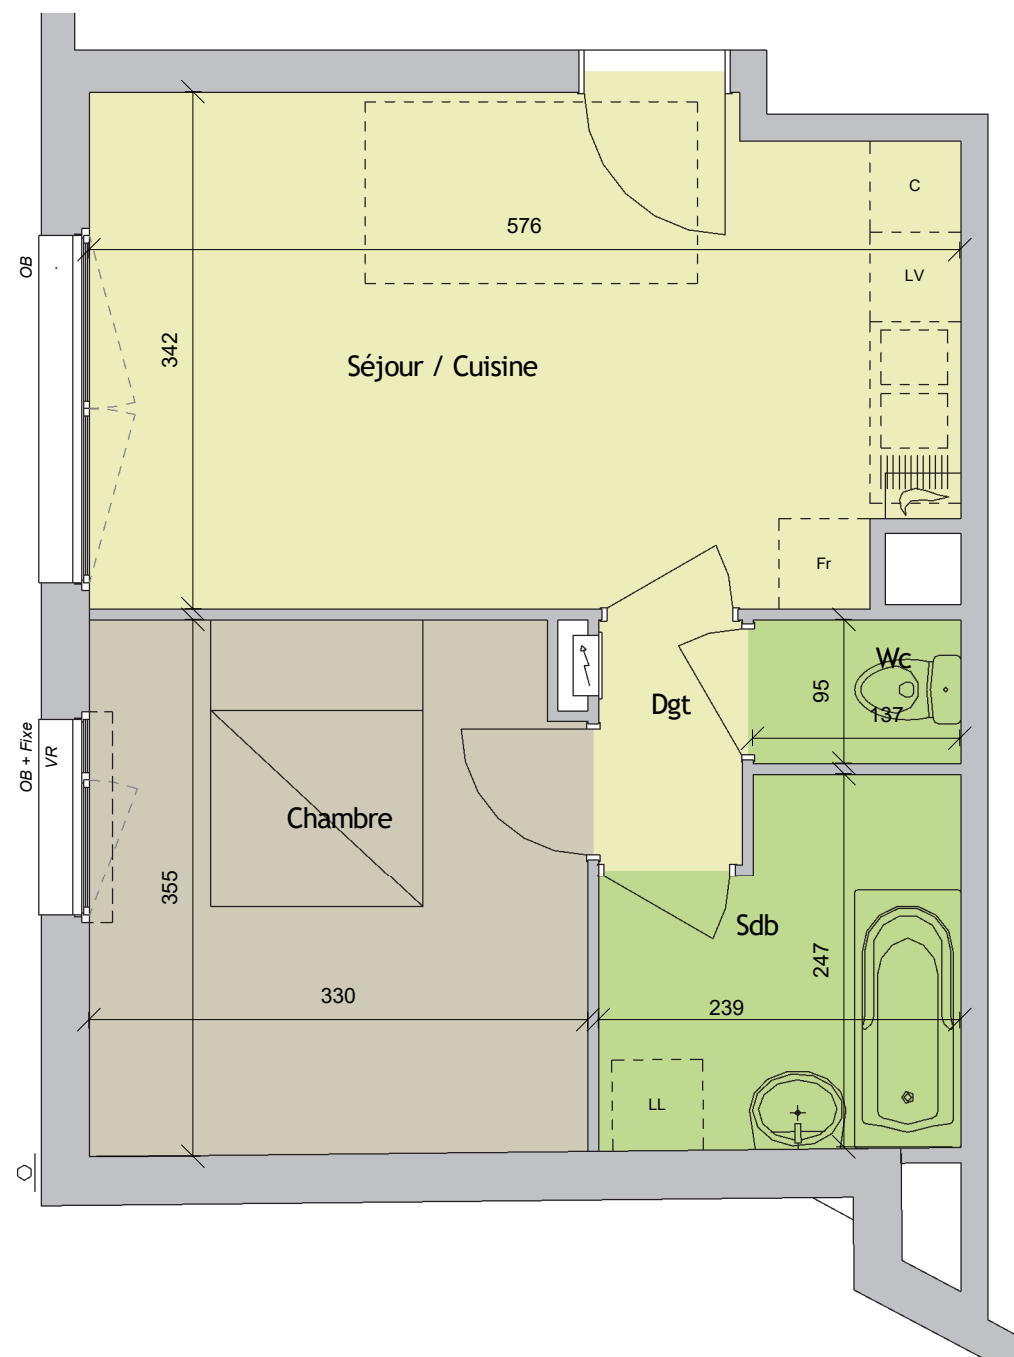 C
576
OB
LV
342
Séjour / Cuisine
Fr
Wc
95
Dgt
137
OB + Fixe
VR
Chambre
355
Sdb
247
330
239
LL